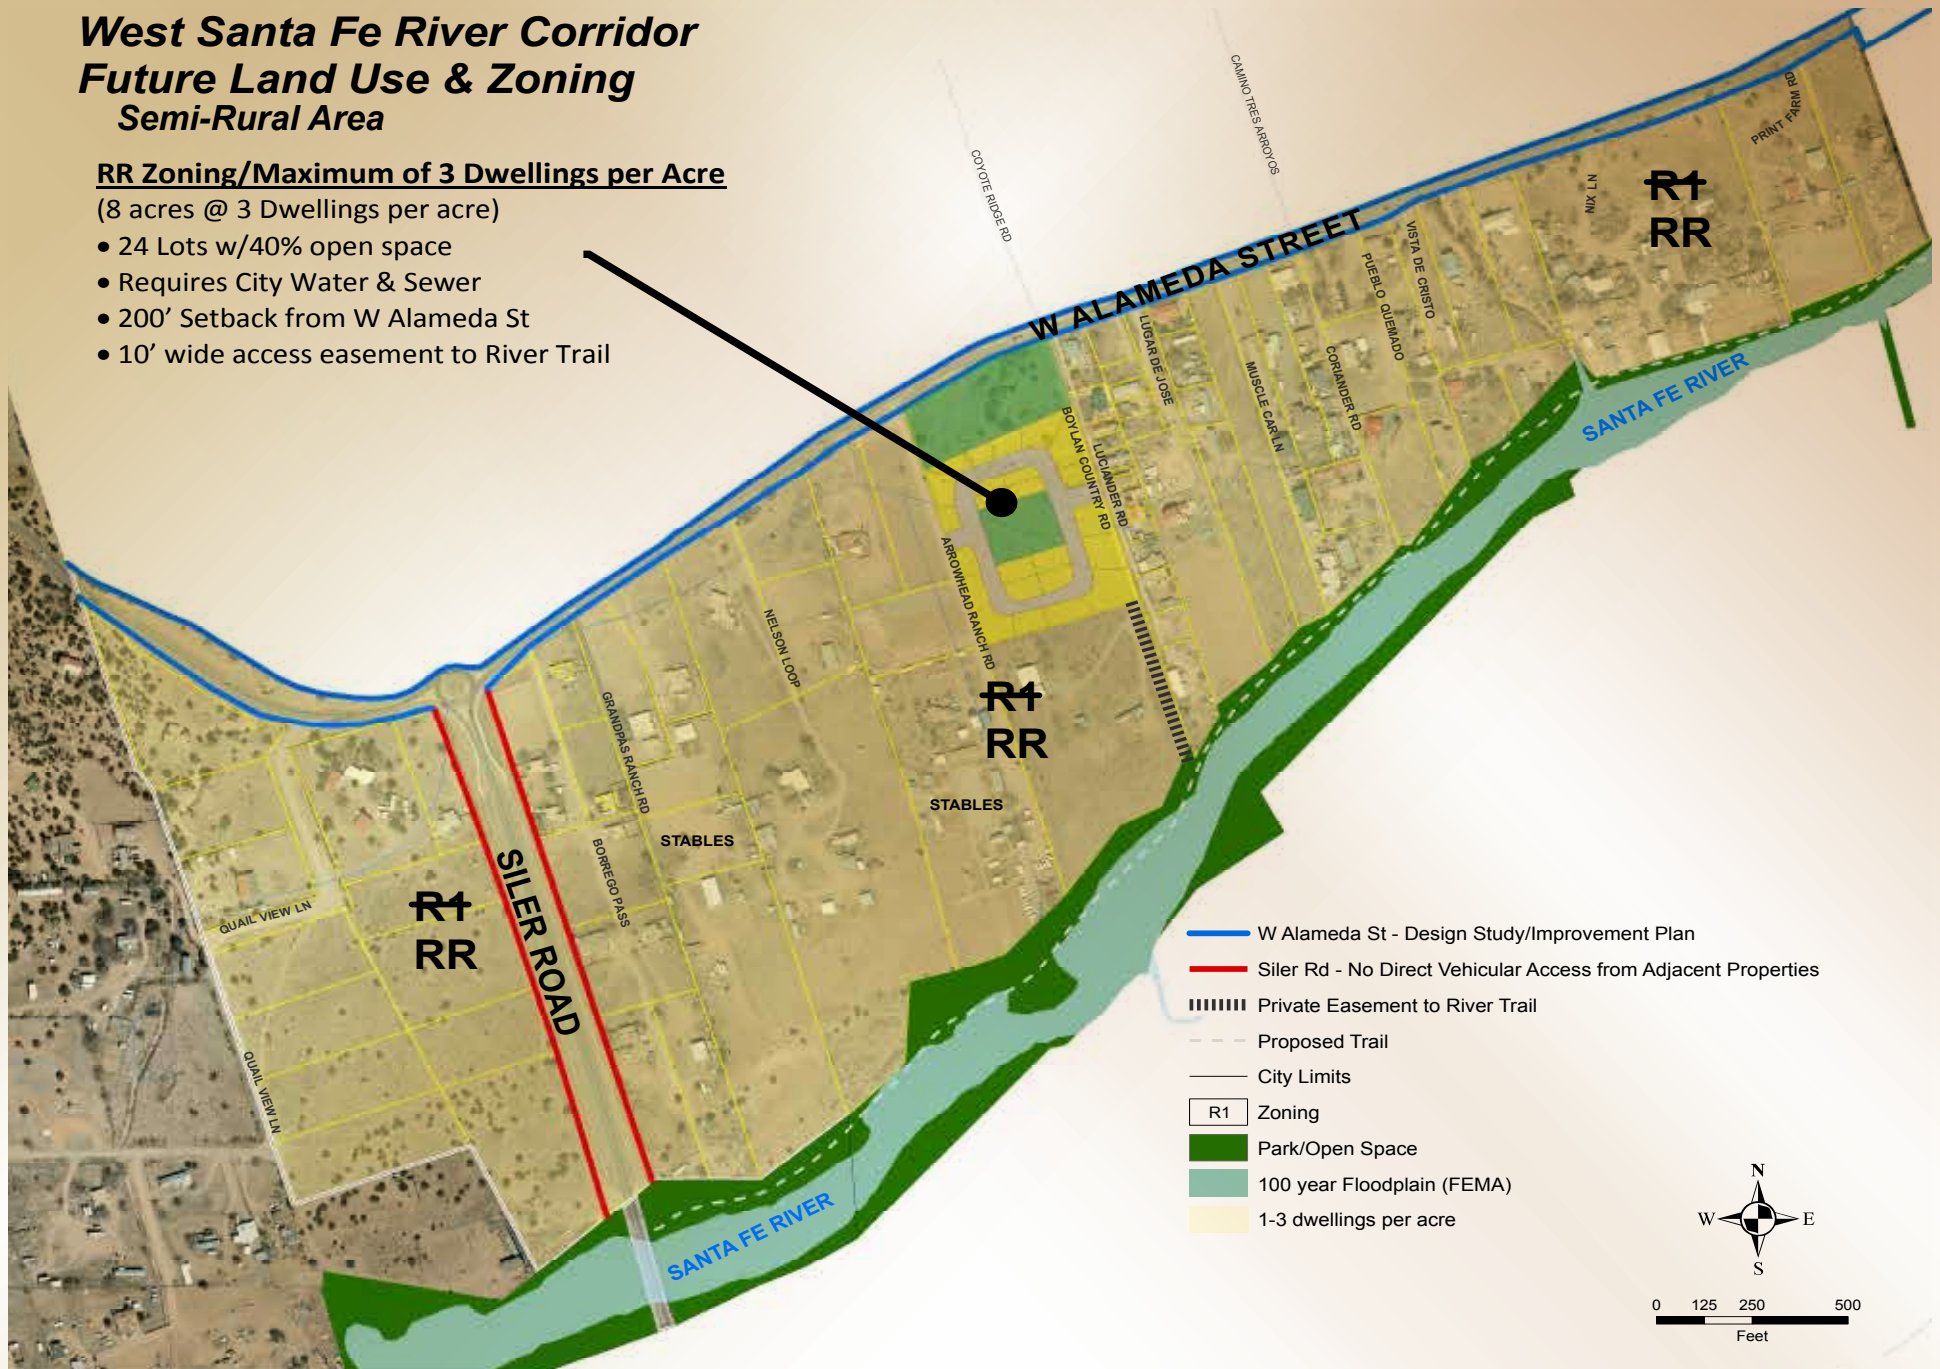 West Santa Fe River Corridor
Future Land Use & Zoning
Semi-Rural Area
RR Zoning/Maximum of 3 Dwellings per Acre
(8 acres @ 3 Dwellings per acre)
• 24 Lots w/40% open space
• Requires City Water & Sewer
• 200’ Setback from W Alameda St
• 10’ wide access easement to River Trail
COYOTE RIDGE RD
CAMINO TRES ARROYOS
PRINT FARM RD
NIX LN
R1
RR
W ALAMEDA STREET
VISTA DE CRISTO
PUEBLO QUEMADO
LUGAR DE JOSE
CORIANDER RD
MUSCLE CAR LN
SANTA FE RIVER
BOYLAN COUNTRY RD
LUCIANDER RD
ARROWHEAD RANCH RD
NELSON LOOP
GRANDPAS RANCH RD
R1
RR
STABLES
STABLES
BORREGO PASS
SILER ROAD
R1
RR
QUAIL VIEW LN
QUAIL VIEW LN
SANTA FE RIVER
W Alameda St - Design Study/Improvement Plan
Siler Rd - No Direct Vehicular Access from Adjacent Properties
Private Easement to River Trail
Proposed Trail
City Limits
R1 Zoning
Park/Open Space
100 year Floodplain (FEMA)
1-3 dwellings per acre
N
W E
S
0 125 250 500
Feet